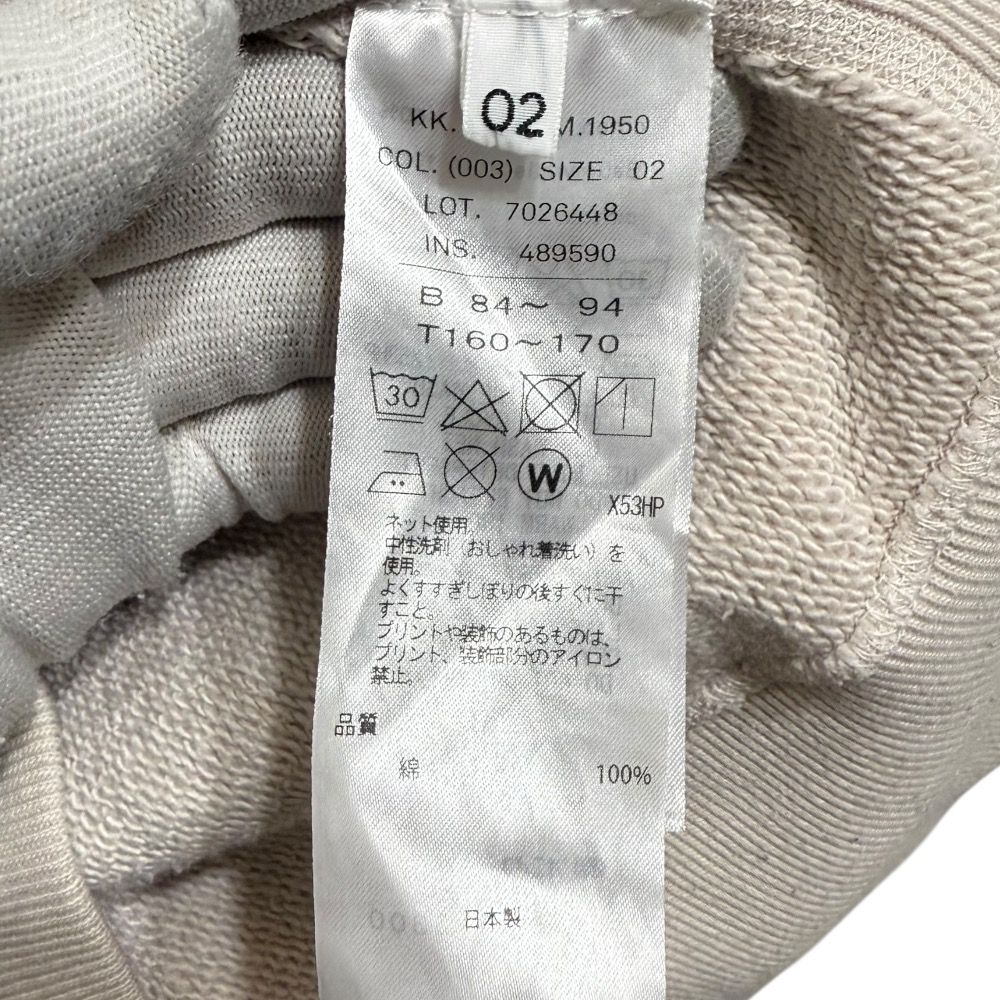 02
KK. M.1950
COL. (003) SIZE 02
LOT. 7026448
INS. 489590
B 84～ 94
T160～170
30
W
X53HP
ネット使用。
中性洗剤（おしゃれ着洗い）を
使用。
よくすすぎしぼりの後すぐに干
すこと。
プリントや装飾のあるものは、
プリント、装飾部分のアイロン
禁止。
品質
綿 100%
日本製